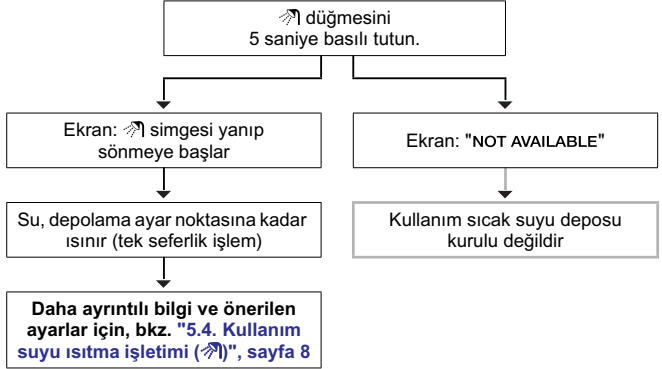 düğmesini
5 saniye basılı tutun.
Ekran: simgesi yanıp
sönmeye başlar
Ekran: "NOT AVAILABLE"
Su, depolama ayar noktasına kadar
ısınır (tek seferlik işlem)
Kullanım sıcak suyu deposu
kurulu değildir
Daha ayrıntılı bilgi ve önerilen
ayarlar için, bkz. "5.4. Kullanım
suyu ısıtma işletimi ()", sayfa 8